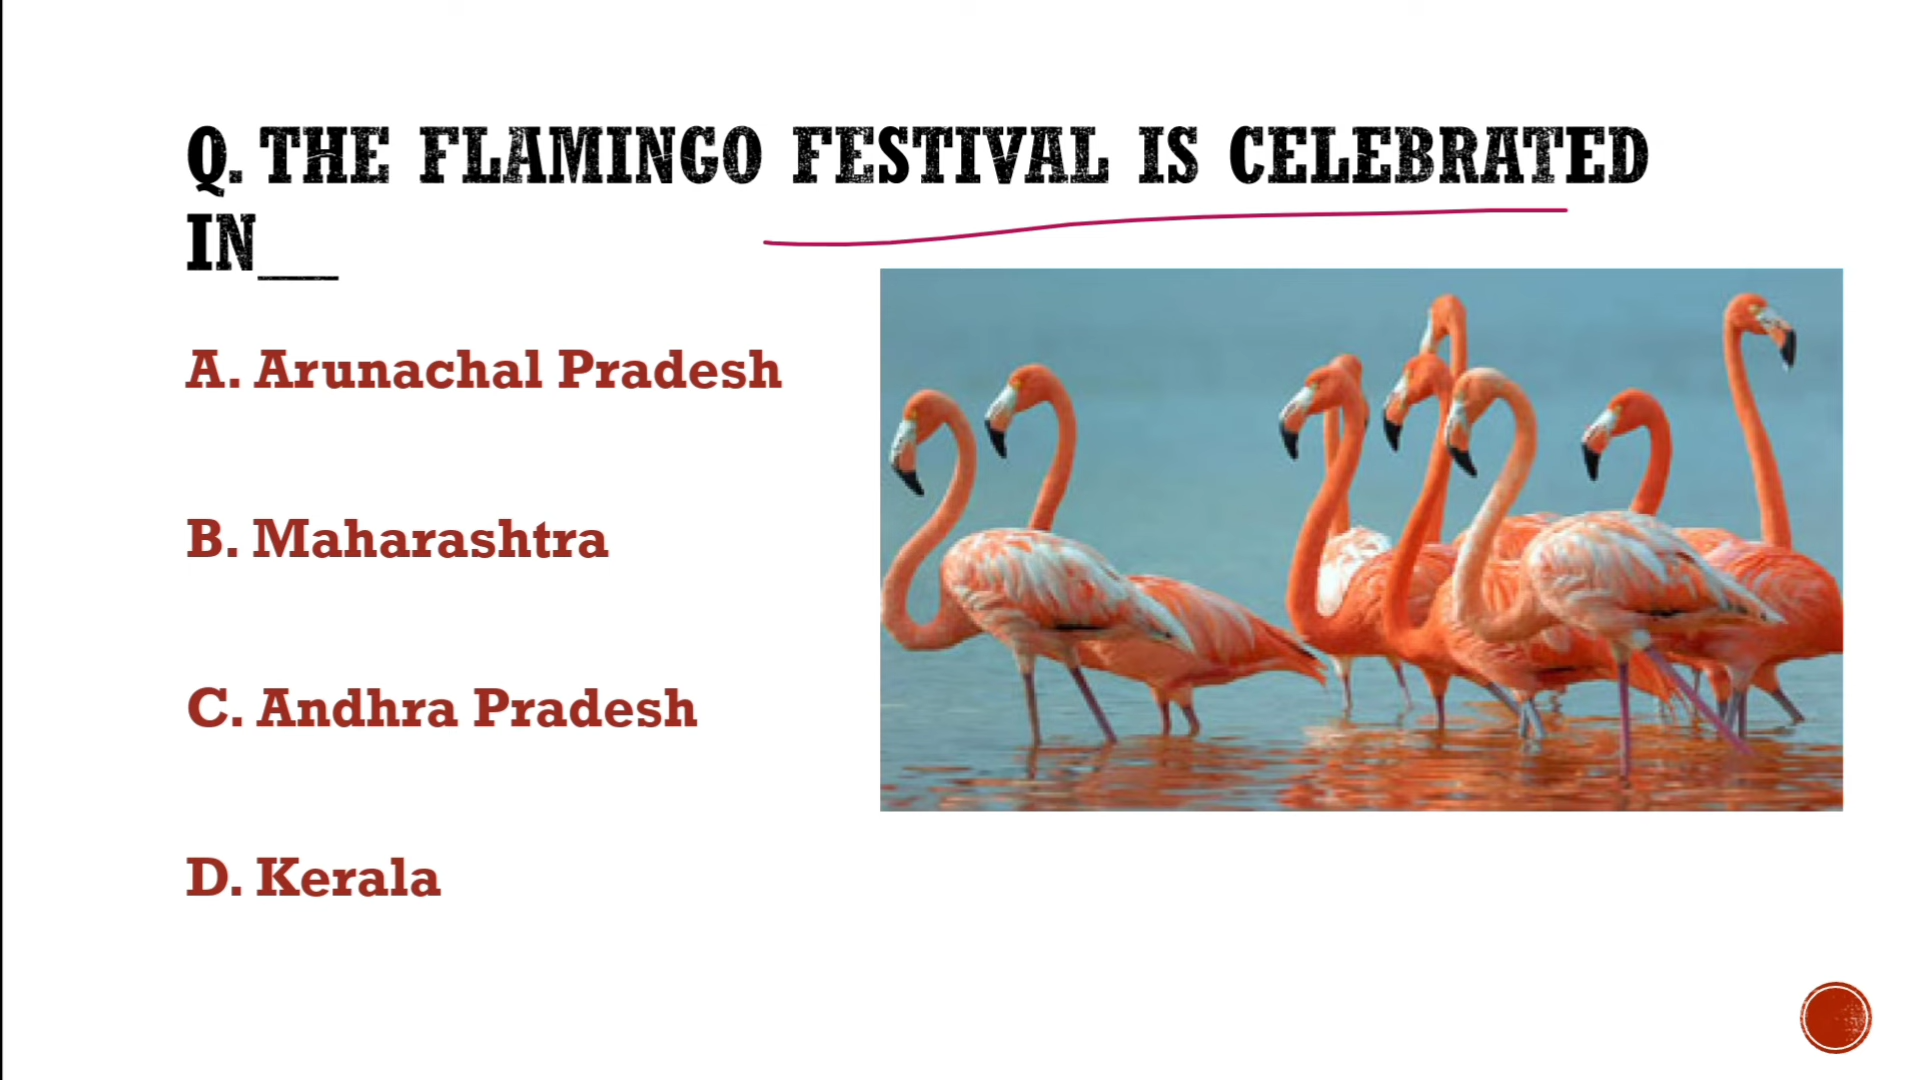 Q. THE FLAMINGO FESTIVAL IS CELEBRATED
IN__
A. Arunachal Pradesh
B. Maharashtra
C. Andhra Pradesh
D. Kerala